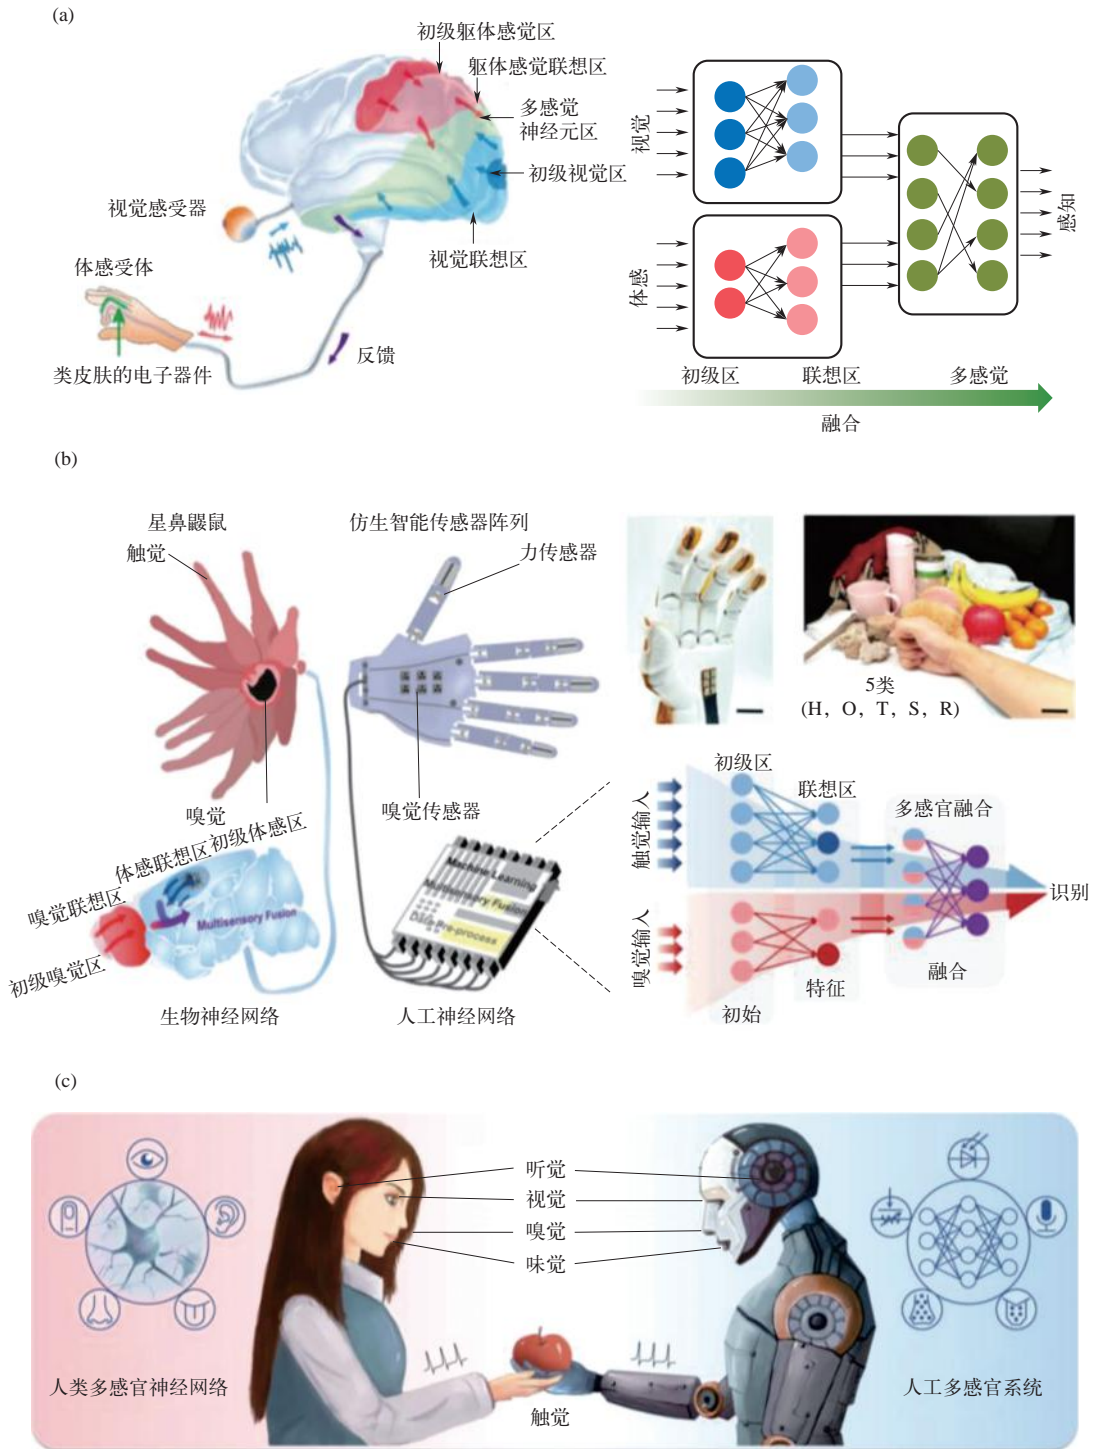 (a)
初级躯体感觉区
躯体感觉联想区
多感觉
神经元区
初级视觉区
视觉感受器
视觉联想区
体感受体
反馈
类皮肤的电子器件
视觉
体感
感知
初级区
联想区
多感觉
融合
(b)
星鼻鼹鼠
触觉
仿生智能传感器阵列
力传感器
5类
(H, O, T, S, R)
嗅觉
嗅觉传感器
初级体感区
体感联想区
嗅觉联想区
初级嗅觉区
Multisensory Fusion
Machine Learning
Multisensory Fusion
Data Pre-process
生物神经网络
人工神经网络
初级区
联想区
多感官融合
触觉输入
嗅觉输入
识别
融合
特征
初始
(c)
听觉
视觉
嗅觉
味觉
触觉
人类多感官神经网络
人工多感官系统